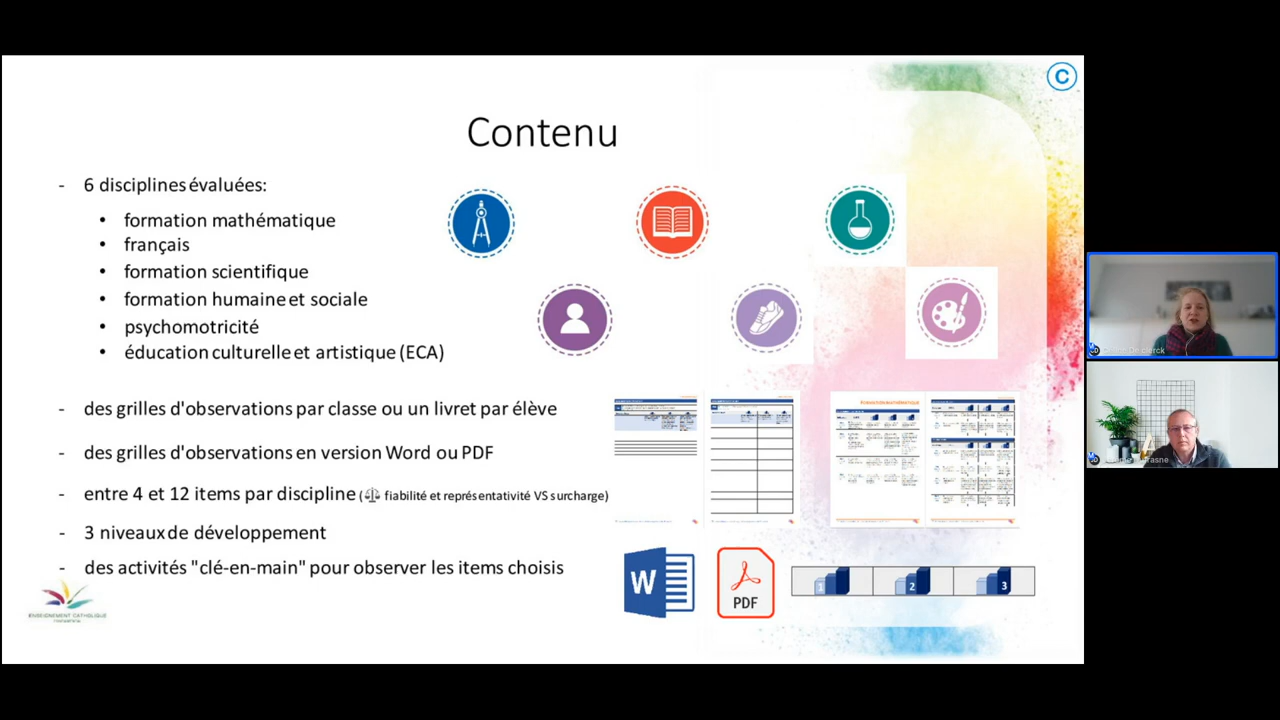 C
Contenu
- 6 disciplines évaluées:
• formation mathématique
• français
• formation scientifique
• formation humaine et sociale
• psychomotricité
• éducation culturelle et artistique (ECA)
- des grilles d'observations par classe ou un livret par élève
- des grilles d'observations en version Word ou PDF
- entre 4 et 12 items par discipline ( fiabilité et représentativité VS surcharge)
- 3 niveaux de développement
- des activités "clé-en-main" pour observer les items choisis
W
PDF
1 2 3
ENSEIGNEMENT CATHOLIQUE